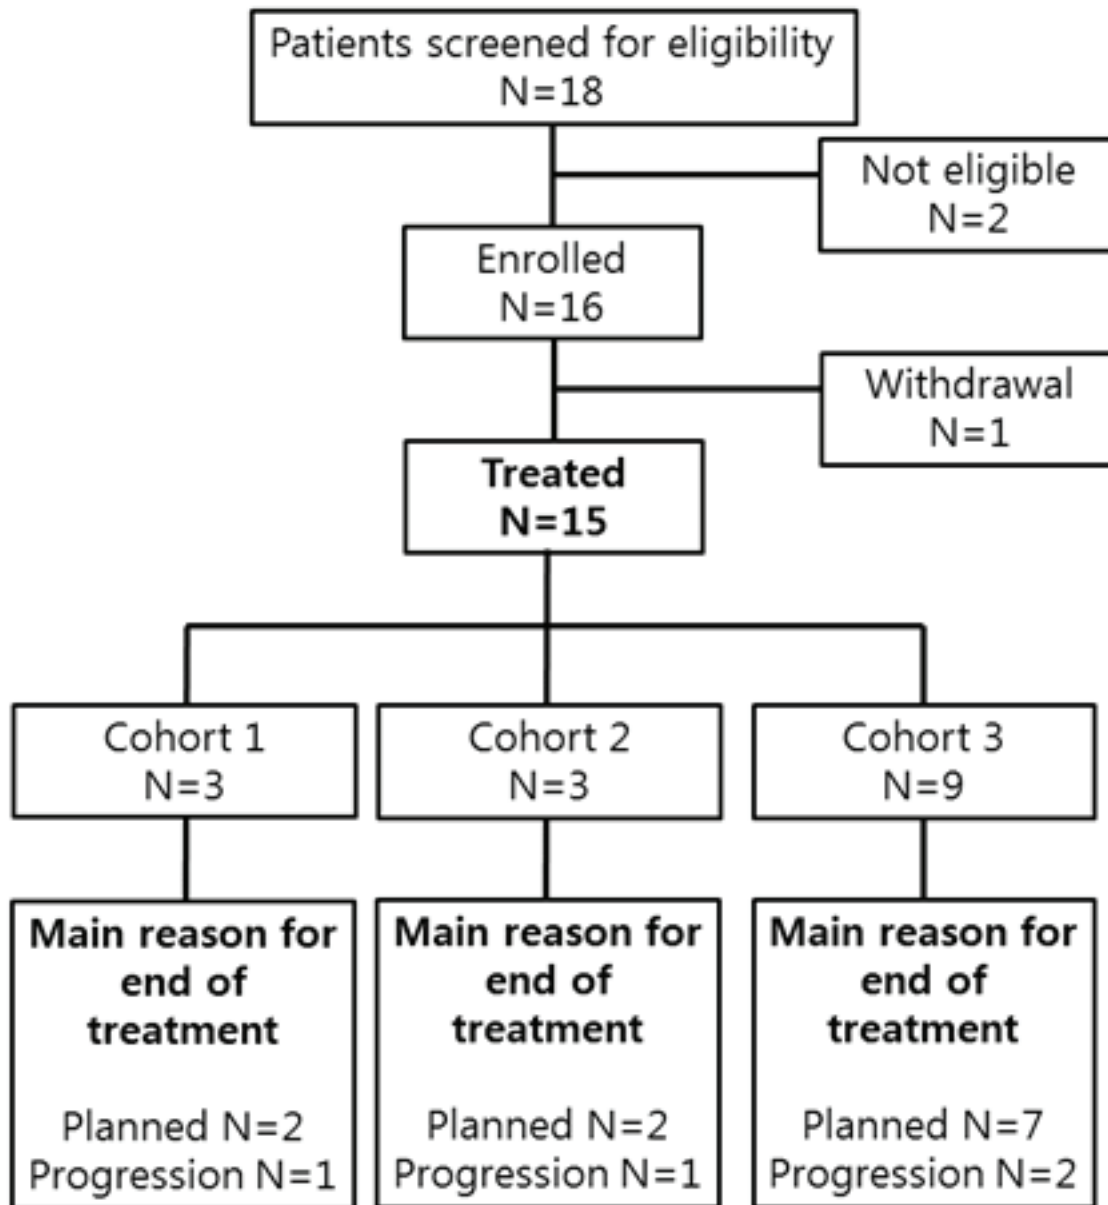 Patients screened for eligibility
N=18
Not eligible
N=2
Enrolled
N=16
Withdrawal
N=1
Treated
N=15
Cohort 1
N=3
Cohort 2
N=3
Cohort 3
N=9
Main reason for
end of
treatment
Planned N=2
Progression N=1
Main reason for
end of
treatment
Planned N=2
Progression N=1
Main reason for
end of
treatment
Planned N=7
Progression N=2